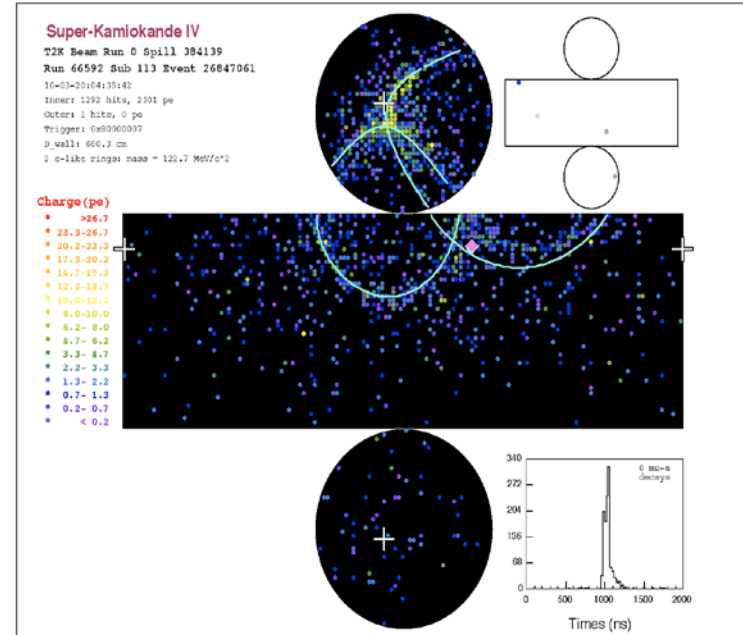 Super-Kamiokande IV
T2K Beam Run 0 Spill 384139
Run 66592 Sub 113 Event 26847061
10-03-20:04:35:42
Inner: 1292 hits, 2301 pe
Outer: 1 hits, 0 pe
Trigger: 0x80000007
D_wall: 600.3 cm
2 e-like rings: mass = 122.7 MeV/c^2
Charge(pe)
>26.7
23.3-26.7
20.2-23.3
17.3-20.2
14.7-17.3
12.2-14.7
10.0-12.2
8.0-10.0
6.2- 8.0
4.7- 6.2
3.3- 4.7
2.2- 3.3
1.3- 2.2
0.7- 1.3
0.2- 0.7
< 0.2
0 mu-e
decays
340
272
204
136
68
0
0 500 1000 1500 2000
Times (ns)